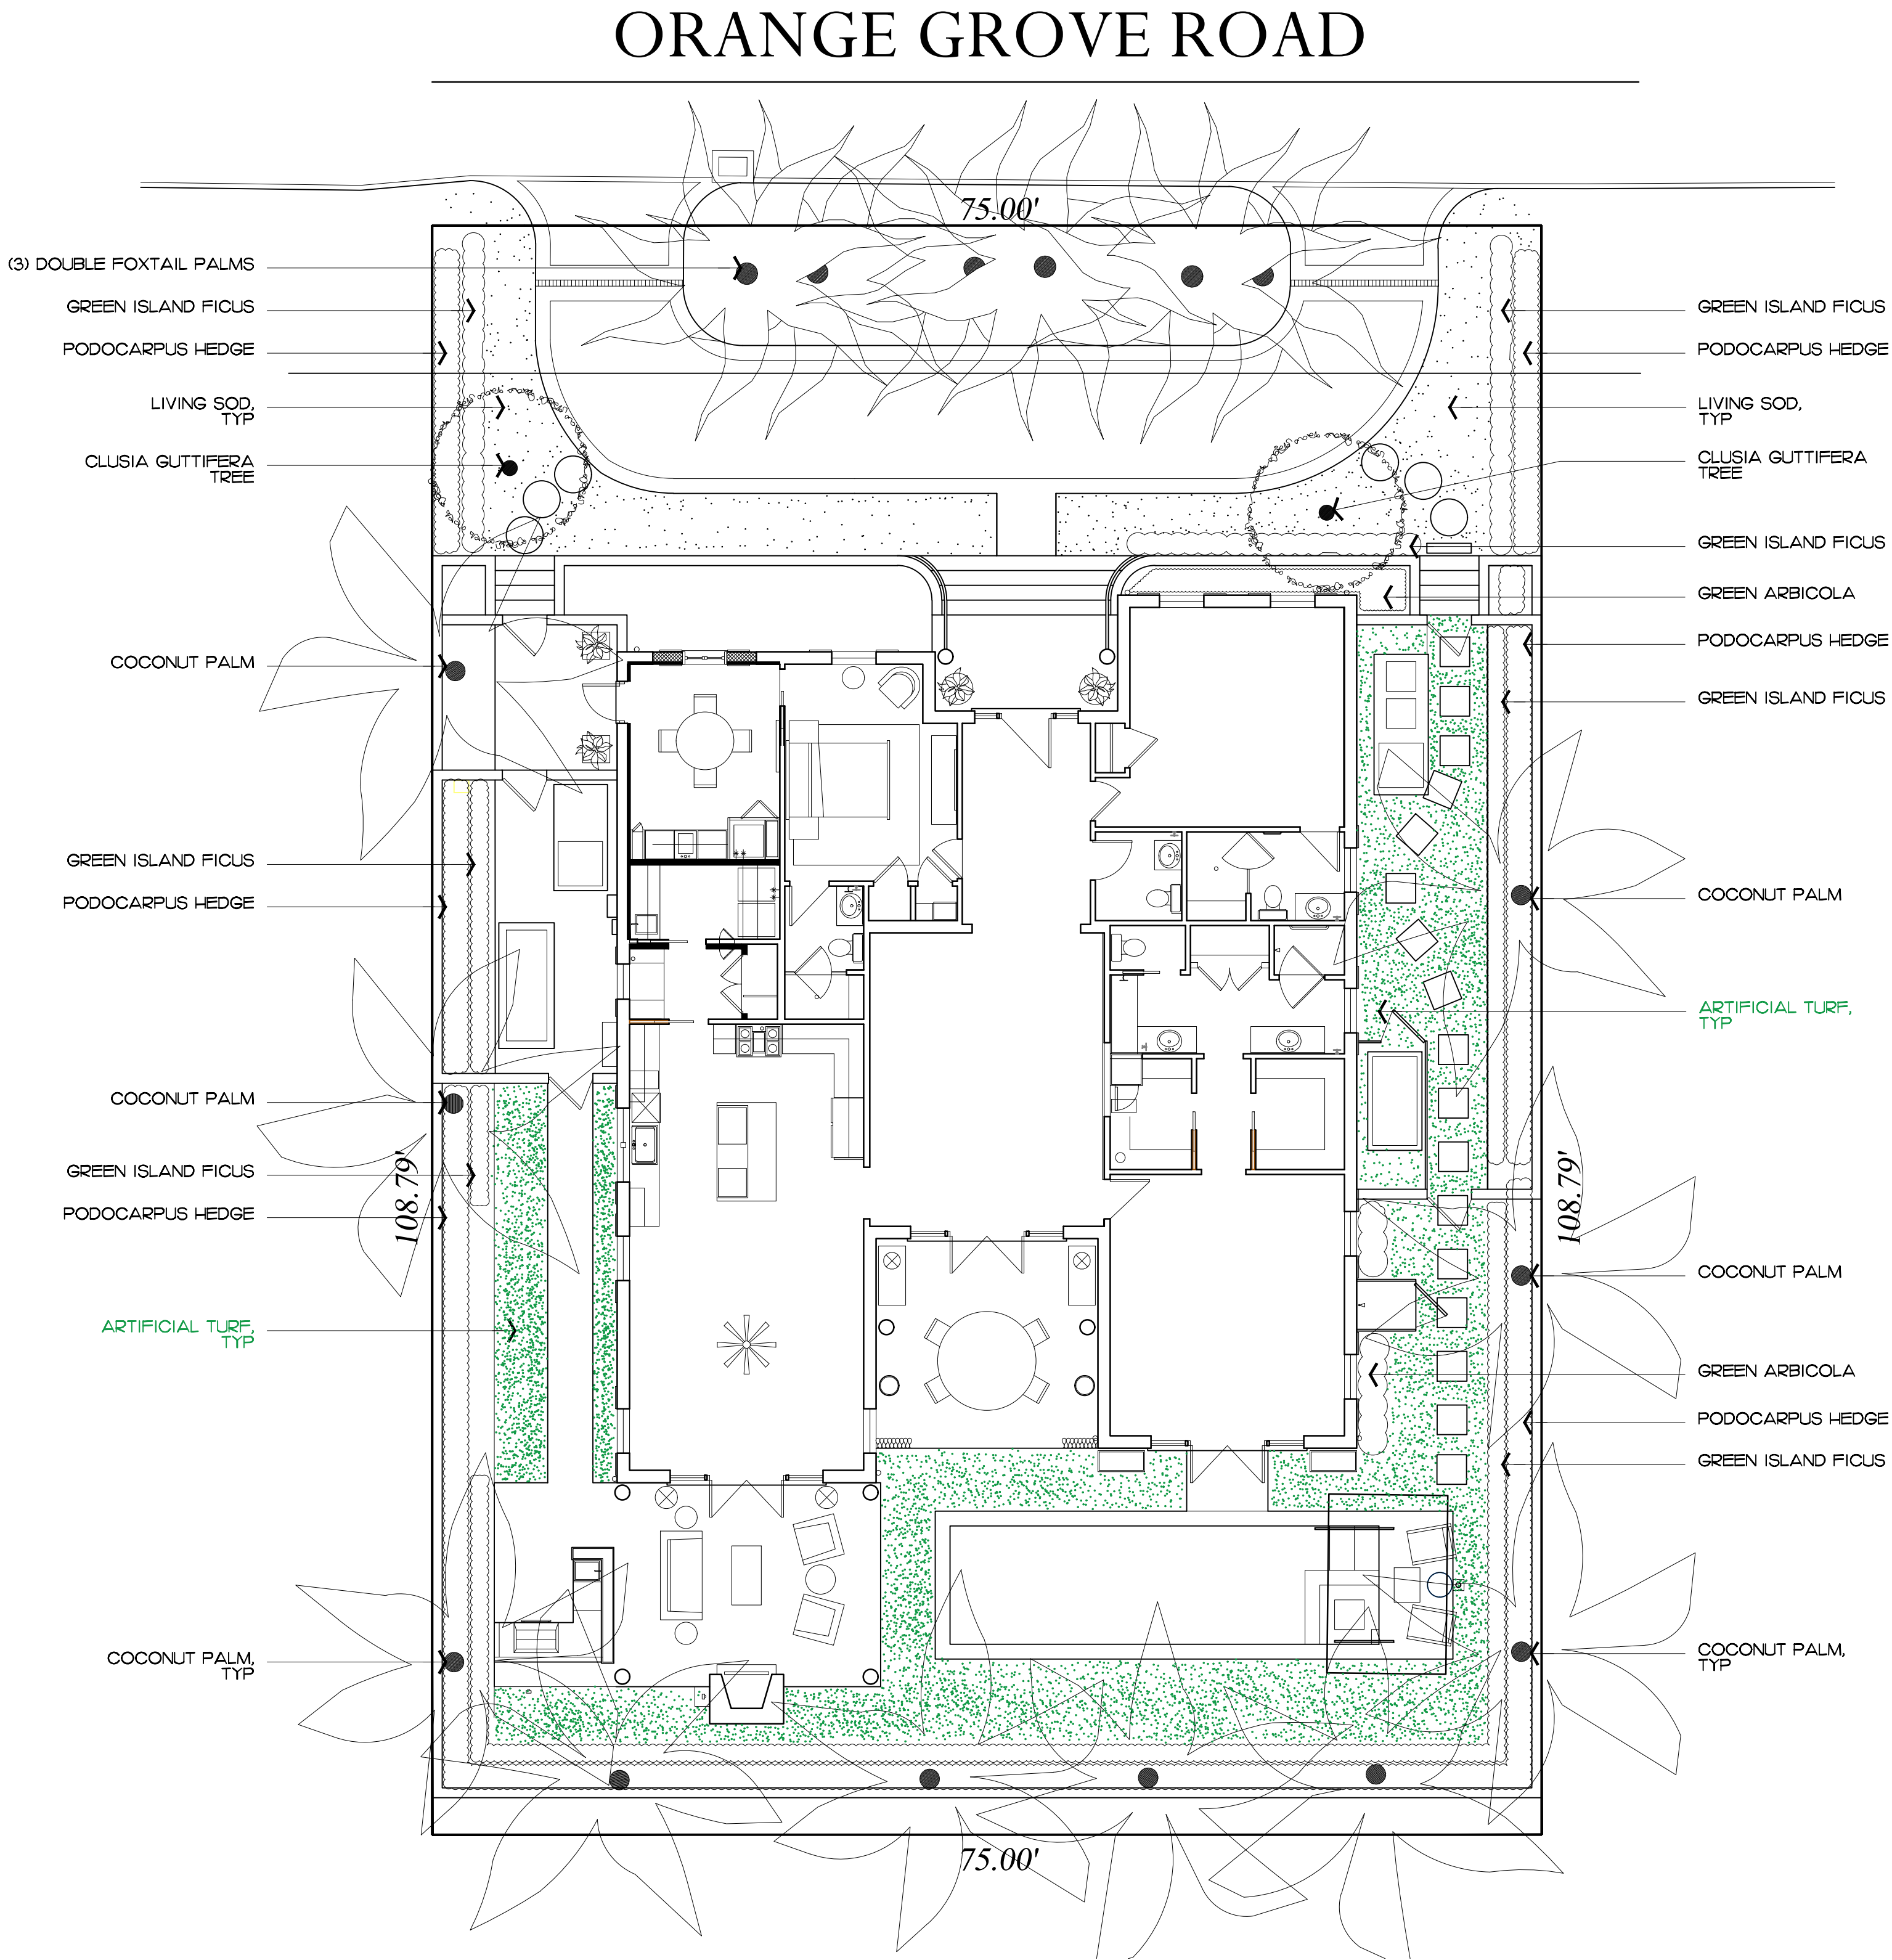 ORANGE GROVE ROAD
75.00'
(3) DOUBLE FOXTAIL PALMS
GREEN ISLAND FICUS
PODOCARPUS HEDGE
LIVING SOD,
TYP
CLUSIA GUTTIFERA
TREE
COCONUT PALM
GREEN ISLAND FICUS
PODOCARPUS HEDGE
COCONUT PALM
GREEN ISLAND FICUS
PODOCARPUS HEDGE
ARTIFICIAL TURF,
TYP
COCONUT PALM,
TYP
108.79'
GREEN ISLAND FICUS
PODOCARPUS HEDGE
LIVING SOD,
TYP
CLUSIA GUTTIFERA
TREE
GREEN ISLAND FICUS
GREEN ARBICOLA
PODOCARPUS HEDGE
GREEN ISLAND FICUS
COCONUT PALM
ARTIFICIAL TURF,
TYP
108.79'
COCONUT PALM
GREEN ARBICOLA
PODOCARPUS HEDGE
GREEN ISLAND FICUS
COCONUT PALM,
TYP
75.00'